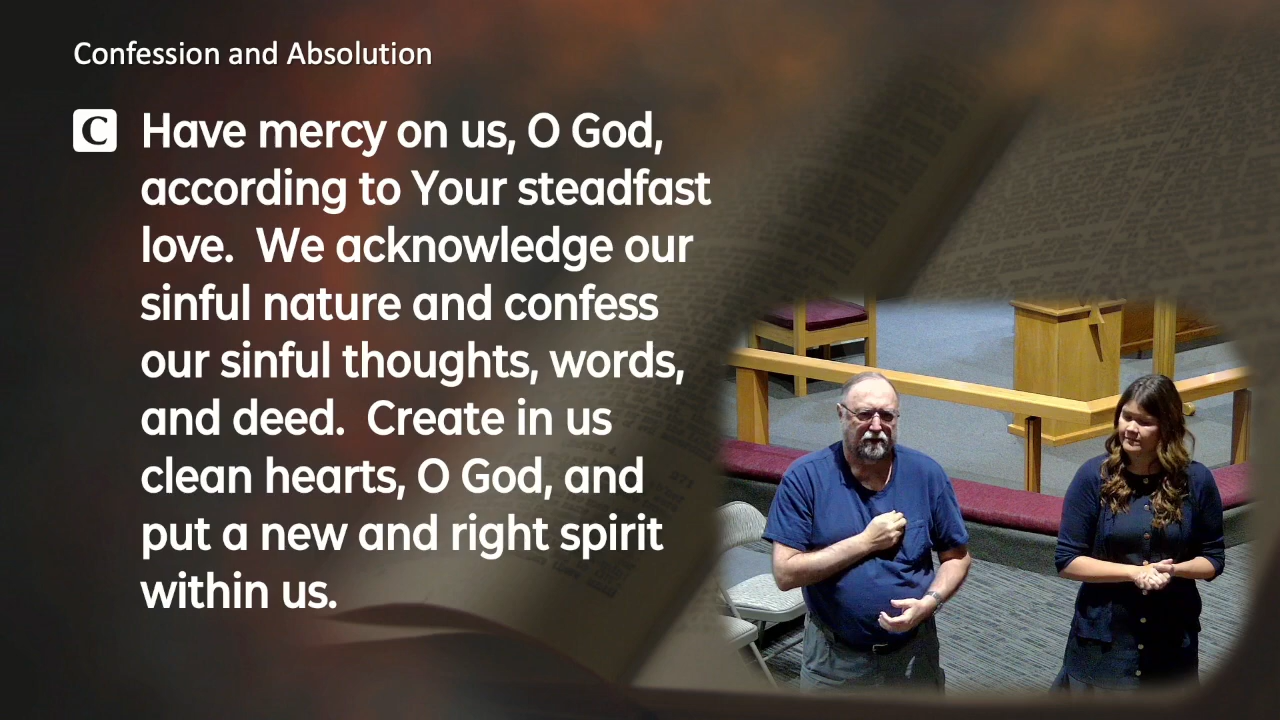 Confession and Absolution
C Have mercy on us, O God,
according to Your steadfast
love.  We acknowledge our
sinful nature and confess
our sinful thoughts, words,
and deed.  Create in us
clean hearts, O God, and
put a new and right spirit
within us.